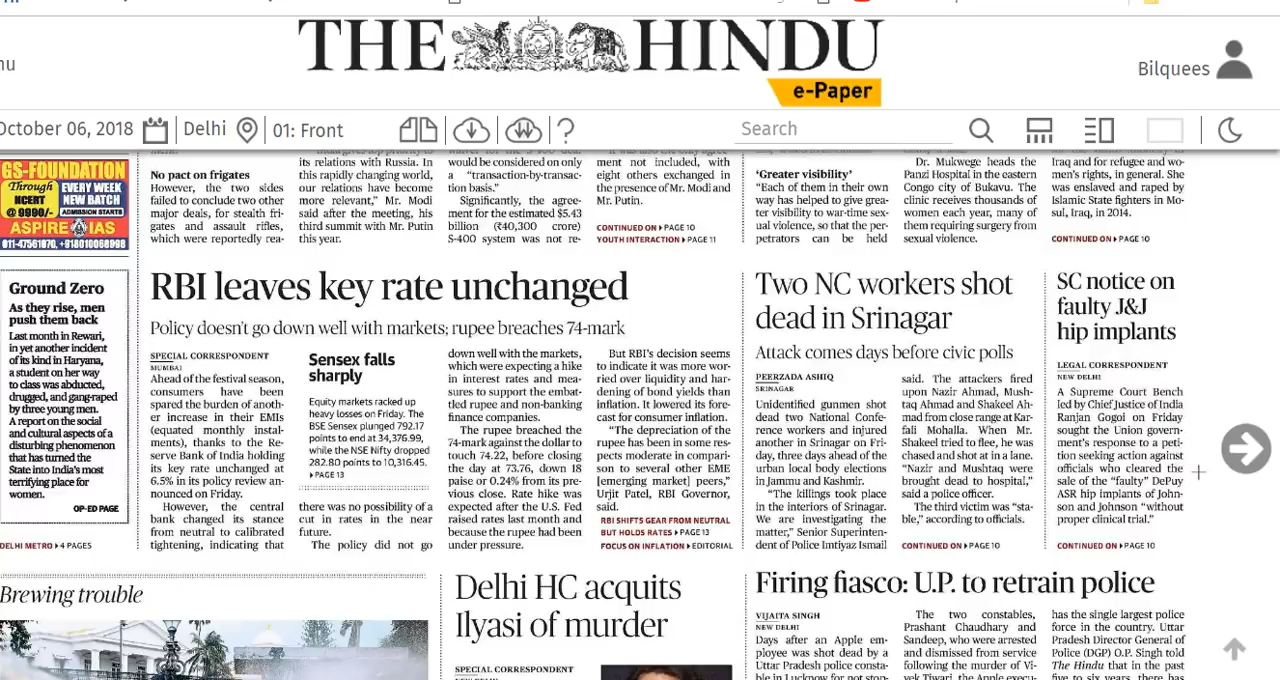 nu
THE HINDU
e-Paper
Bilquees
October 06, 2018
Delhi
01: Front
?
Search
GS-FOUNDATION
Through
NCERT
@ 9990/-
EVERY WEEK
NEW BATCH
ADMISSION STARTS
ASPIRE IAS
011-47561070, +918010068998
Ground Zero
As they rise, men
push them back
Last month in Rewari,
in yet another incident
of its kind in Haryana,
a student on her way
to class was abducted,
drugged, and gang-raped
by three young men.
A report on the social
and cultural aspects of a
disturbing phenomenon
that has turned the
State into India's most
terrifying place for
women.
OP-ED PAGE
DELHI METRO 4 PAGES
No pact on frigates
However, the two sides
failed to conclude two other
major deals, for stealth fri-
gates and assault rifles,
which were reportedly rea-
its relations with Russia. In
this rapidly changing world,
our relations have become
more relevant," Mr. Modi
said after the meeting, his
third summit with Mr. Putin
this year.
would be considered on only
a "transaction-by-transac-
tion basis."
Significantly, the agree-
ment for the estimated $5.43
billion (₹40,300 crore)
S-400 system was not re-
ment not included, with
eight others exchanged in
the presence of Mr. Modi and
Mr. Putin.
CONTINUED ON PAGE 10
YOUTH INTERACTION PAGE 11
'Greater visibility'
"Each of them in their own
way has helped to give grea-
ter visibility to war-time sex-
ual violence, so that the per-
petrators can be held
Dr. Mukwege heads the
Panzi Hospital in the eastern
Congo city of Bukavu. The
clinic receives thousands of
women each year, many of
them requiring surgery from
sexual violence.
Iraq and for refugee and wo-
men's rights, in general. She
was enslaved and raped by
Islamic State fighters in Mo-
sul, Iraq, in 2014.
CONTINUED ON PAGE 10
RBI leaves key rate unchanged
Policy doesn't go down well with markets; rupee breaches 74-mark
SPECIAL CORRESPONDENT
MUMBAI
Ahead of the festival season,
consumers have been
spared the burden of anoth-
er increase in their EMIs
(equated monthly instal-
ments), thanks to the Re-
serve Bank of India holding
its key rate unchanged at
6.5% in its policy review an-
nounced on Friday.
However, the central
bank changed its stance
from neutral to calibrated
tightening, indicating that
Sensex falls
sharply
Equity markets racked up
heavy losses on Friday. The
BSE Sensex plunged 792.17
points to end at 34,376.99,
while the NSE Nifty dropped
282.80 points to 10,316.45.
PAGE 13
there was no possibility of a
cut in rates in the near
future.
The policy did not go
down well with the markets,
which were expecting a hike
in interest rates and mea-
sures to support the embat-
tled rupee and non-banking
finance companies.
The rupee breached the
74-mark against the dollar to
touch 74.22, before closing
the day at 73.76, down 18
paise or 0.24% from its pre-
vious close. Rate hike was
expected after the U.S. Fed
raised rates last month and
because the rupee had been
under pressure.
But RBI's decision seems
to indicate it was more wor-
ried over liquidity and har-
dening of bond yields than
inflation. It lowered its fore-
cast for consumer inflation.
"The depreciation of the
rupee has been in some res-
pects moderate in compari-
son to several other EME
[emerging market] peers,"
Urjit Patel, RBI Governor,
said.
RBI SHIFTS GEAR FROM NEUTRAL
BUT HOLDS RATES PAGE 13
FOCUS ON INFLATION EDITORIAL
Two NC workers shot
dead in Srinagar
Attack comes days before civic polls
PEERZADA ASHIQ
SRINAGAR
Unidentified gunmen shot
dead two National Confe-
rence workers and injured
another in Srinagar on Fri-
day, three days ahead of the
urban local body elections
in Jammu and Kashmir.
"The killings took place
in the interiors of Srinagar.
We are investigating the
matter," Senior Superinten-
dent of Police Imtiyaz Ismail
said. The attackers fired
upon Nazir Ahmad, Mush-
taq Ahmad and Shakeel Ah-
mad from close range at Kar-
fali Mohalla. When Mr.
Shakeel tried to flee, he was
chased and shot at in a lane.
"Nazir and Mushtaq were
brought dead to hospital,"
said a police officer.
The third victim was "sta-
ble," according to officials.
CONTINUED ON PAGE 10
SC notice on
faulty J&J
hip implants
LEGAL CORRESPONDENT
NEW DELHI
A Supreme Court Bench
led by Chief Justice of India
Ranjan Gogoi on Friday
sought the Union govern-
ment's response to a peti-
tion seeking action against
officials who cleared the
sale of the "faulty" DePuy
ASR hip implants of John-
son and Johnson "without
proper clinical trial."
CONTINUED ON PAGE 10
Brewing trouble
Delhi HC acquits
Ilyasi of murder
SPECIAL CORRESPONDENT
Firing fiasco: U.P. to retrain police
VIJAITA SINGH
NEW DELHI
Days after an Apple em-
ployee was shot dead by a
Uttar Pradesh police consta-
ble in Lucknow for not stop-
The two constables,
Prashant Chaudhary and
Sandeep, who were arrested
and dismissed from service
following the murder of Vi-
vek Tiwari, the Apple execu-
has the single largest police
force in the country. Uttar
Pradesh Director General of
Police (DGP) O.P. Singh told
The Hindu that in the past
five to six years, there has